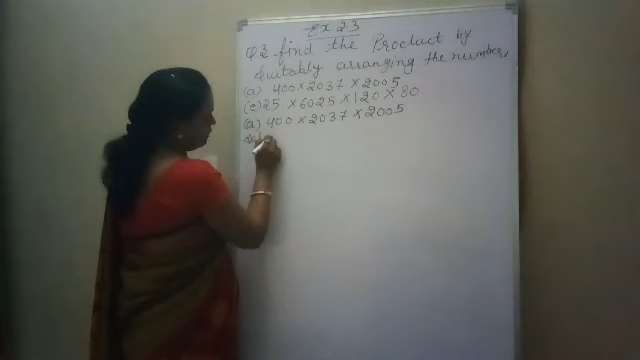 Ex 2.3
Q2 find the Product by
suitably arranging the numbers
(a) 400 × 2037 × 2005
(e) 25 × 6025 × 120 × 80
(a) 400 × 2037 × 2005